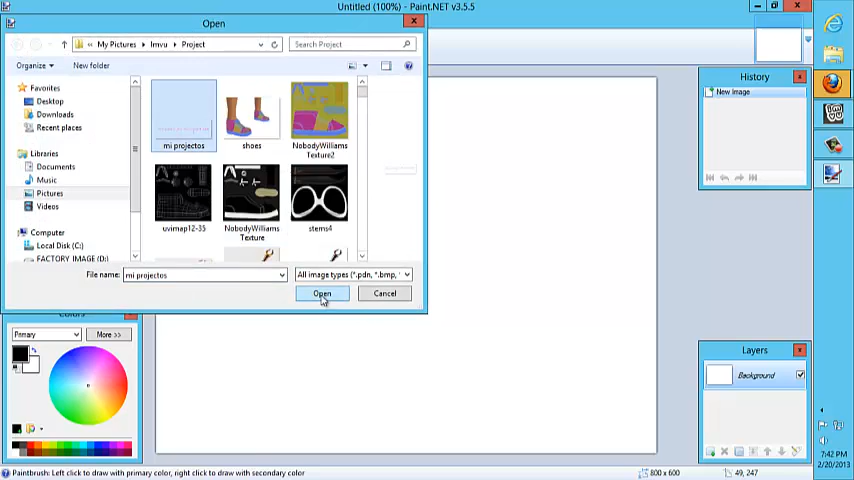 Untitled (100%) - Paint.NET v3.5.5
Open
« My Pictures › Imvu › Project
Search Project
Organize
New folder
Favorites
Desktop
Downloads
Recent places
Libraries
Documents
Music
Pictures
Videos
Computer
Local Disk (C:)
FACTORY_IMAGE (D:)
mi projectos
shoes
NobodyWilliams
Texture2
uvimap12-35
NobodyWilliams
Texture
stems4
File name:
mi projectos
All image types (*.pdn, *.bmp, 
Open
Cancel
History
New Image
Colors
Primary
More >>
Layers
Background
Paintbrush: Left click to draw with primary color, right click to draw with secondary color
800 x 600
49, 247
7:42 PM
2/20/2013